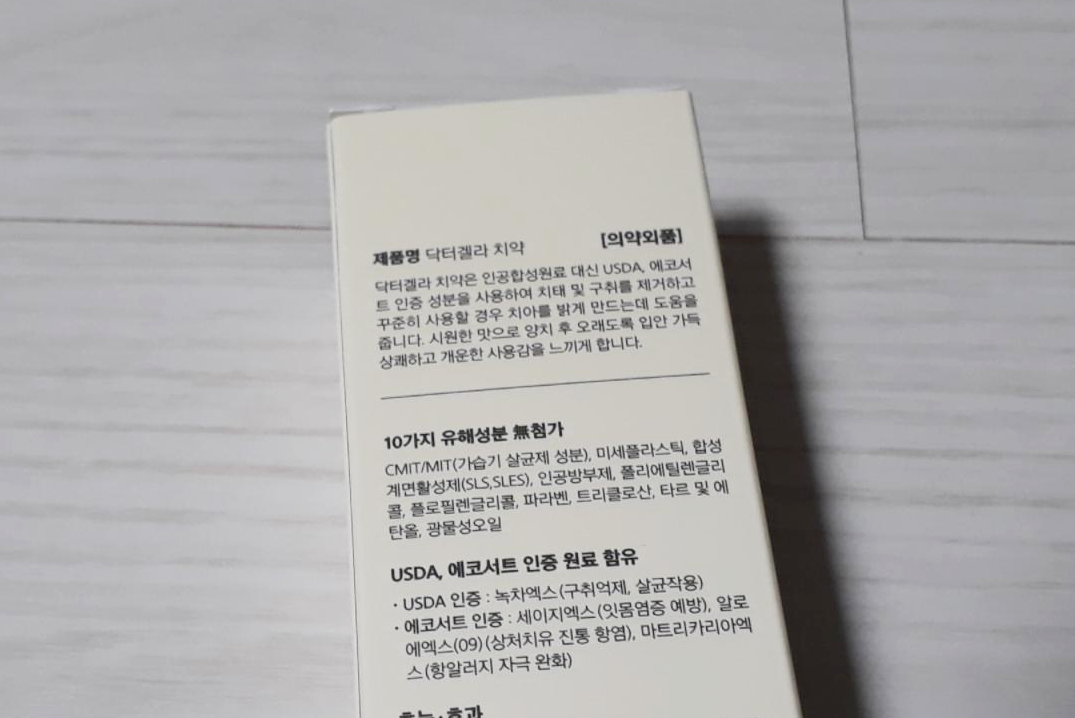 제품명 닥터겔라 치약 [의약외품]
닥터겔라 치약은 인공합성원료 대신 USDA, 에코서
트 인증 성분을 사용하여 치태 및 구취를 제거하고
꾸준히 사용할 경우 치아를 밝게 만드는데 도움을
줍니다. 시원한 맛으로 양치 후 오래도록 입안 가득
상쾌하고 개운한 사용감을 느끼게 합니다.
10가지 유해성분 無첨가
CMIT/MIT(가습기 살균제 성분), 미세플라스틱, 합성
계면활성제(SLS,SLES), 인공방부제, 폴리에틸렌글리
콜, 플로필렌글리콜, 파라벤, 트리클로산, 타르 및 에
탄올, 광물성오일
USDA, 에코서트 인증 원료 함유
· USDA 인증 : 녹차엑스(구취억제, 살균작용)
· 에코서트 인증 : 세이지엑스(잇몸염증 예방), 알로
에엑스(09)(상처치유 진통 항염), 마트리카리아엑
스(항알러지 자극 완화)
효능·효과